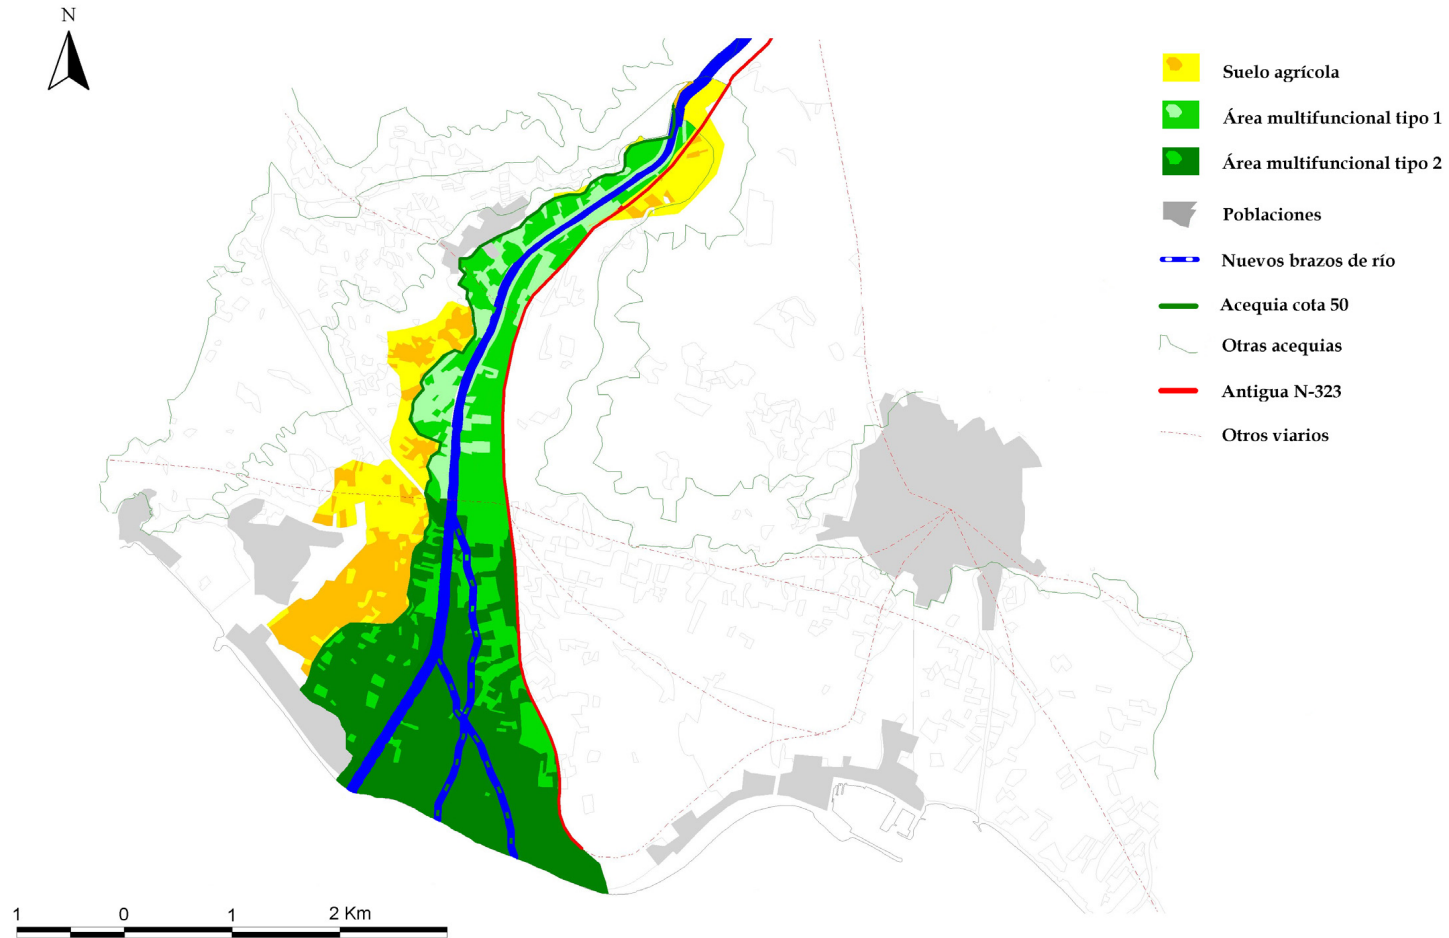 N
Suelo agrícola
Área multifuncional tipo 1
Área multifuncional tipo 2
Poblaciones
Nuevos brazos de río
Acequia cota 50
Otras acequias
Antigua N-323
Otros viarios
1 0 1 2 Km